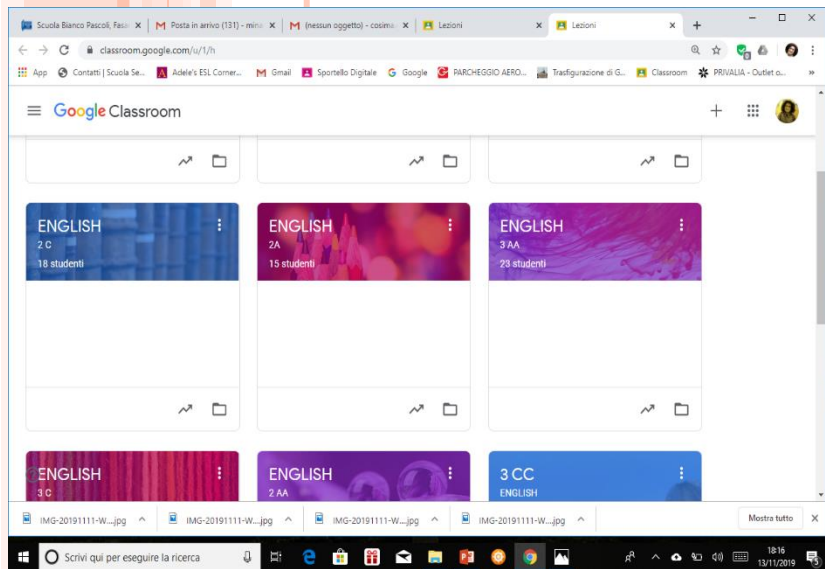 Scuola Bianco Pascoli, Fasa
Posta in arrivo (131) - mina
(nessun oggetto) - cosima
Lezioni
Lezioni
classroom.google.com/u/1/h
App
Contatti | Scuola Se...
Adele's ESL Corner...
Gmail
Sportello Digitale
Google
PARCHEGGIO AERO...
Trasfigurazione di G...
Classroom
PRIVALIA - Outlet o...
Google Classroom
ENGLISH
2 C
18 studenti
ENGLISH
2A
15 studenti
ENGLISH
3 AA
23 studenti
ENGLISH
3 C
ENGLISH
2 AA
3 CC
ENGLISH
IMG-20191111-W....jpg
IMG-20191111-W....jpg
IMG-20191111-W....jpg
IMG-20191111-W....jpg
Mostra tutto
Scrivi qui per eseguire la ricerca
18:16
13/11/2019